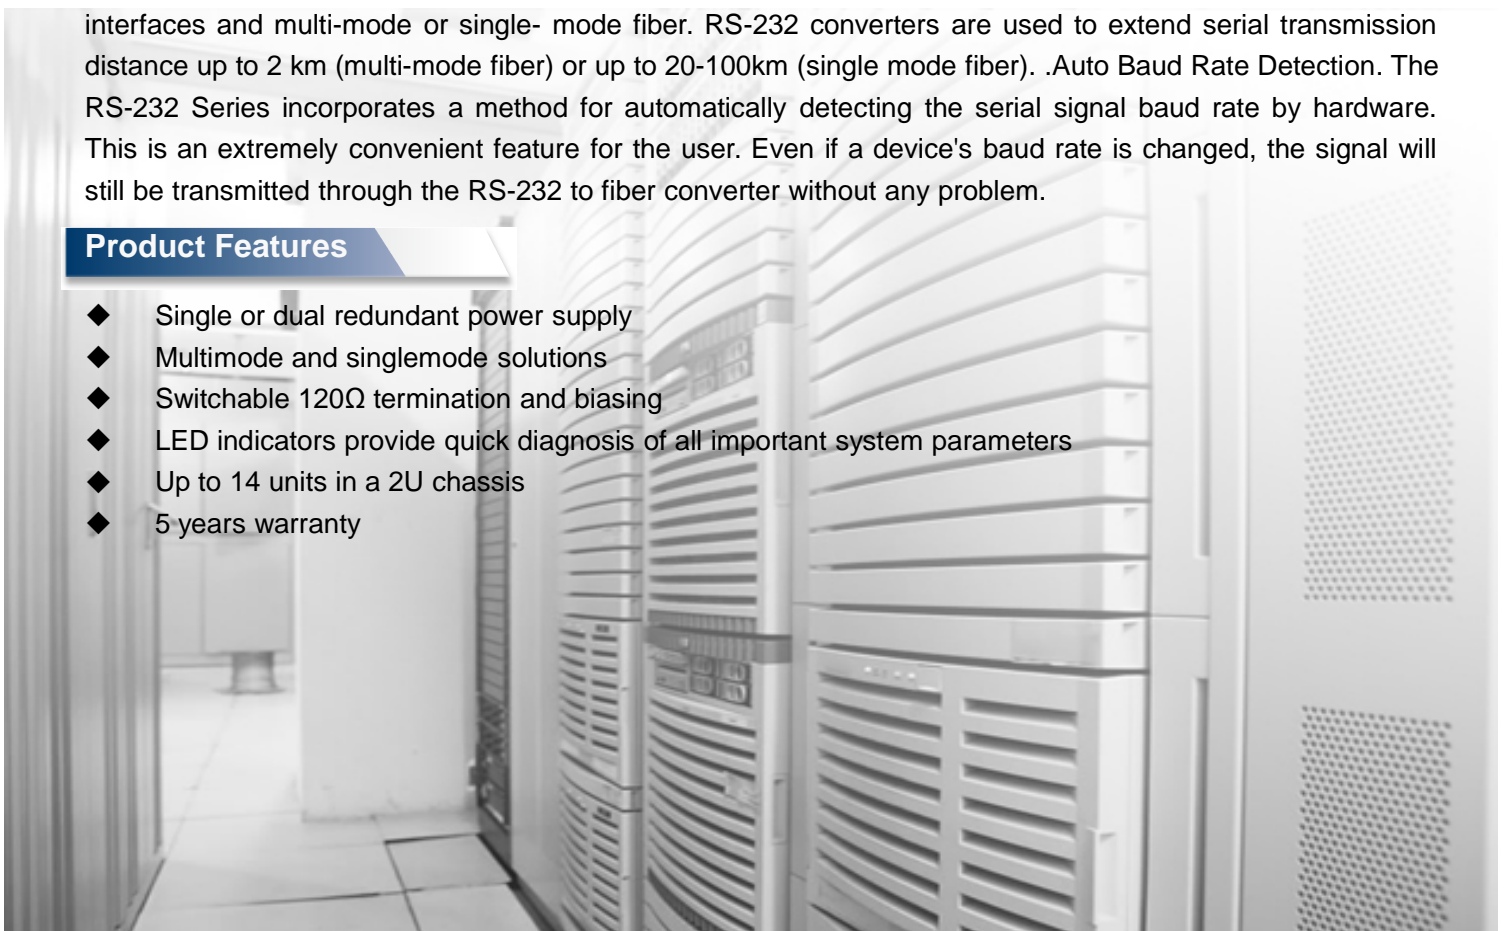 interfaces and multi-mode or single- mode fiber. RS-232 converters are used to extend serial transmission
distance up to 2 km (multi-mode fiber) or up to 20-100km (single mode fiber). .Auto Baud Rate Detection. The
RS-232 Series incorporates a method for automatically detecting the serial signal baud rate by hardware.
This is an extremely convenient feature for the user. Even if a device's baud rate is changed, the signal will
still be transmitted through the RS-232 to fiber converter without any problem.
Product Features
◆ Single or dual redundant power supply
◆ Multimode and singlemode solutions
◆ Switchable 120Ω termination and biasing
◆ LED indicators provide quick diagnosis of all important system parameters
◆ Up to 14 units in a 2U chassis
◆ 5 years warranty